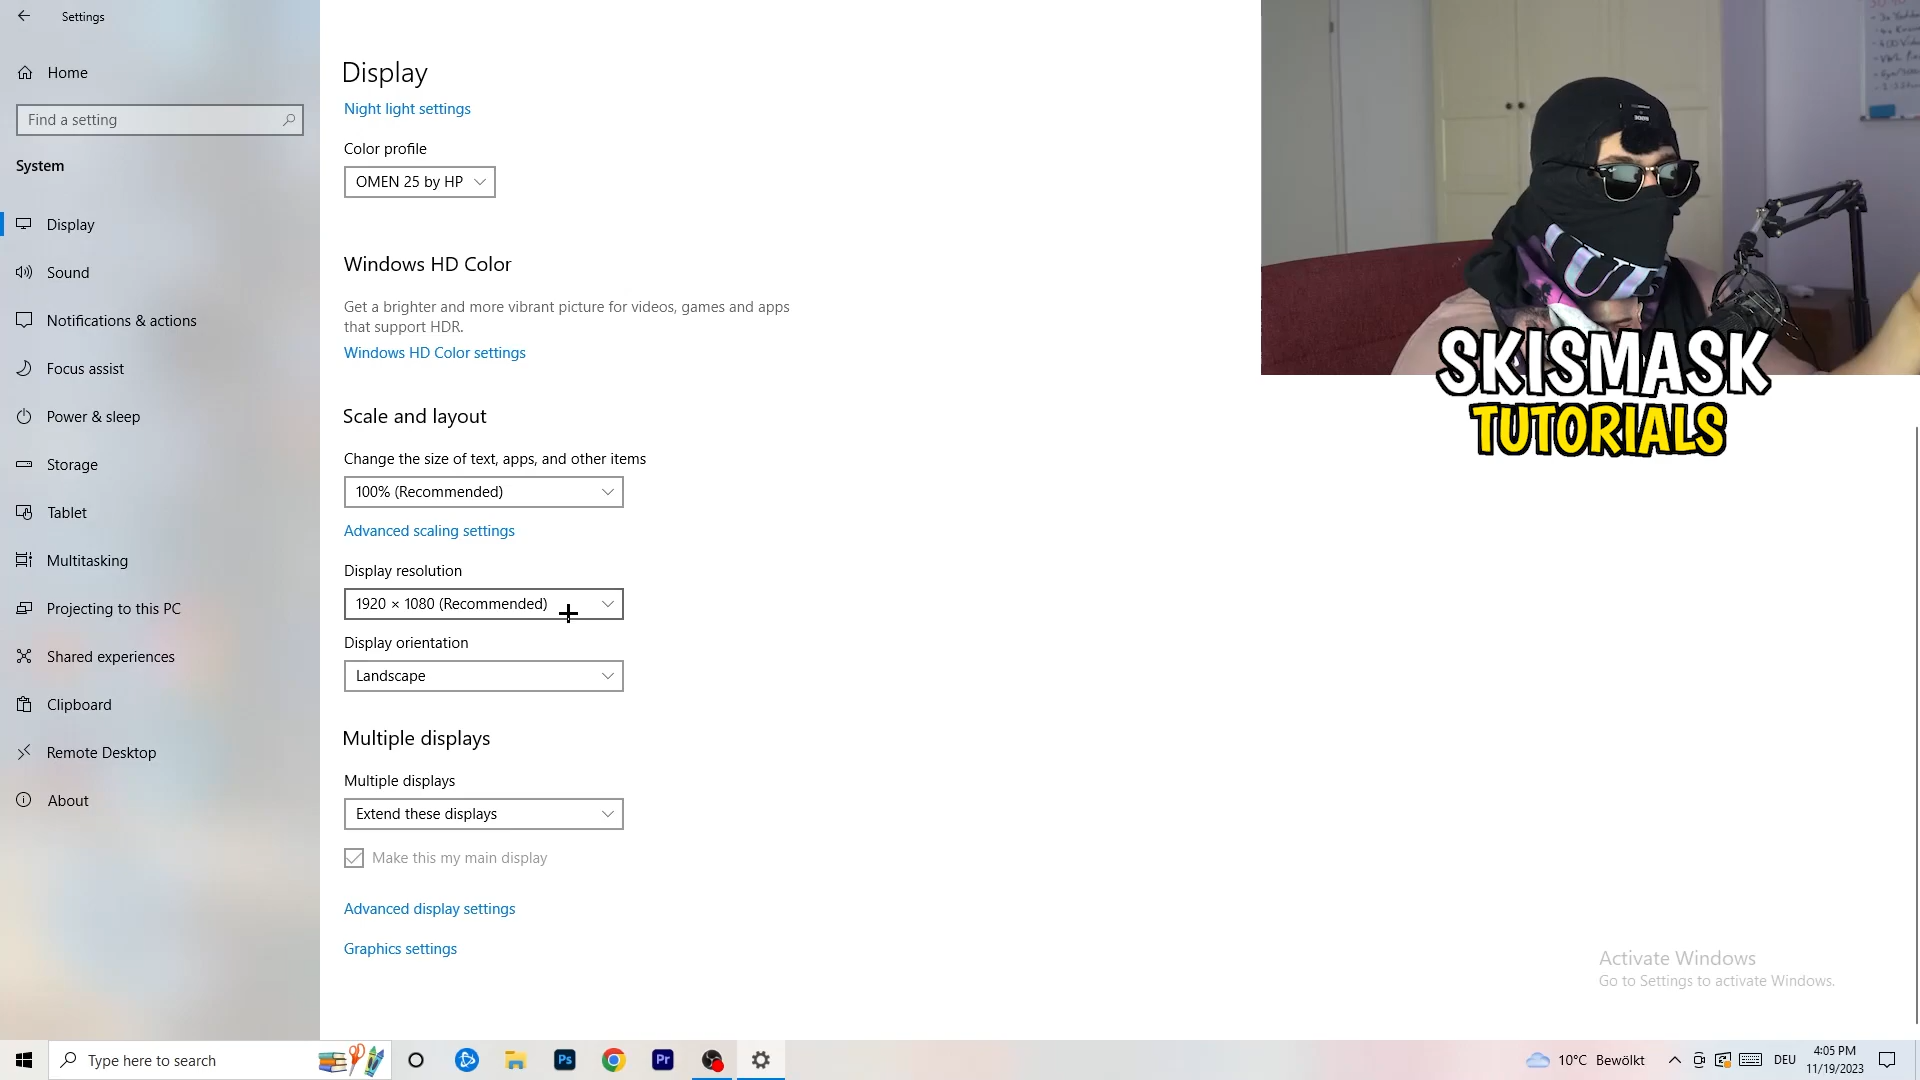 Settings
Home
Find a setting
System
Display
Sound
Notifications & actions
Focus assist
Power & sleep
Storage
Tablet
Multitasking
Projecting to this PC
Shared experiences
Clipboard
Remote Desktop
About
Display
Night light settings
Color profile
OMEN 25 by HP
Windows HD Color
Get a brighter and more vibrant picture for videos, games and apps
that support HDR.
Windows HD Color settings
Scale and layout
Change the size of text, apps, and other items
100% (Recommended)
Advanced scaling settings
Display resolution
1920 × 1080 (Recommended)
Display orientation
Landscape
Multiple displays
Multiple displays
Extend these displays
Make this my main display
Advanced display settings
Graphics settings
SKISMASK
TUTORIALS
Activate Windows
Go to Settings to activate Windows.
Type here to search
Ps
Pr
10°C Bewölkt
DEU
4:05 PM
11/19/2023